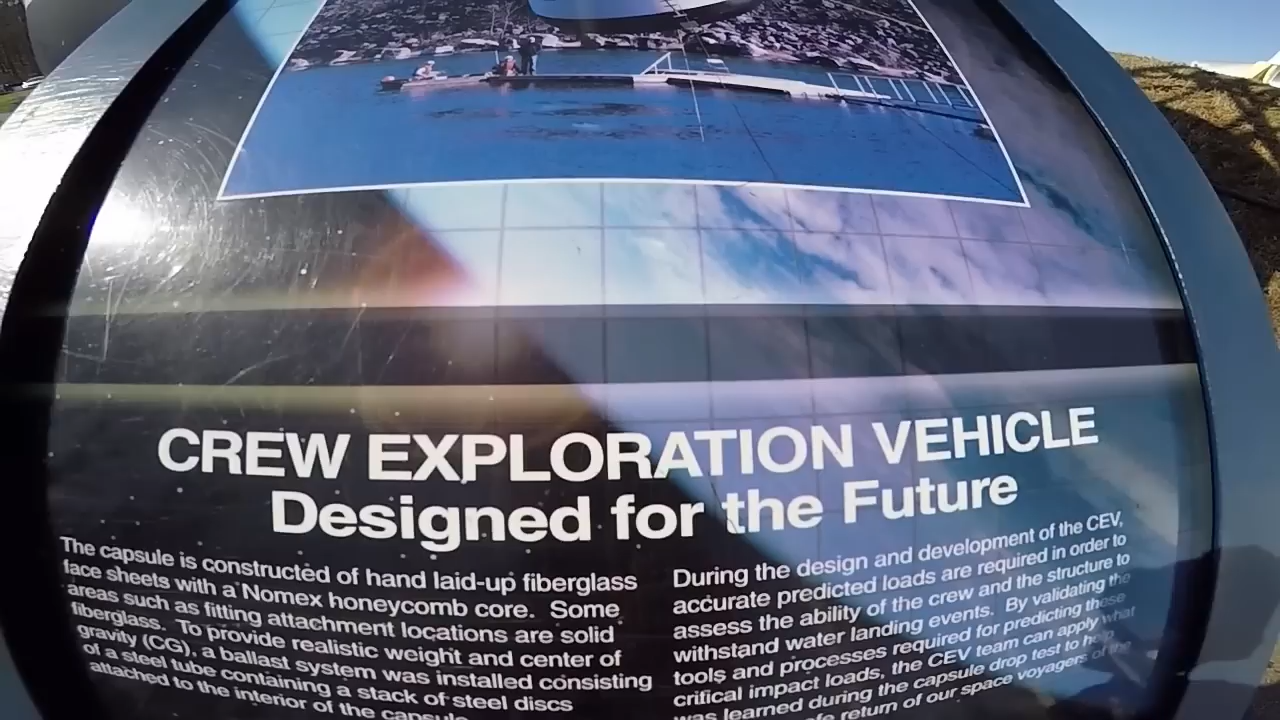 CREW EXPLORATION VEHICLE
Designed for the Future
The capsule is constructed of hand laid-up fiberglass
face sheets with a Nomex honeycomb core. Some
areas such as fitting attachment locations are solid
fiberglass. To provide realistic weight and center of
gravity (CG), a ballast system was installed consisting
of a steel tube containing a stack of steel discs
attached to the interior of the capsule
During the design and development of the CEV,
accurate predicted loads are required in order to
assess the ability of the crew and the structure to
withstand water landing events. By validating the
tools and processes required for predicting these
critical impact loads, the CEV team can apply what
was learned during the capsule drop test to help
return of our space voyagers of the